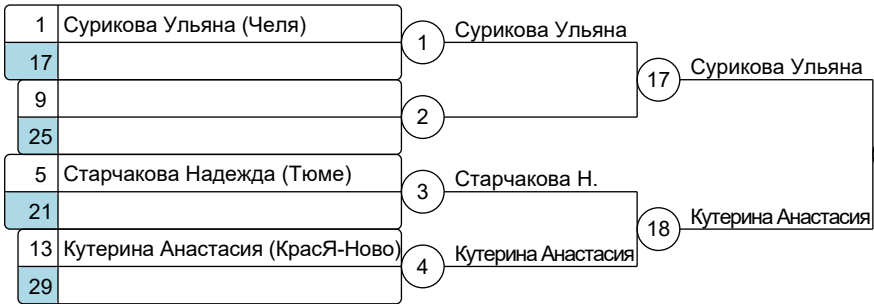 1 Сурикова Ульяна (Челя)
17
1
Сурикова Ульяна
9
25
2
17
Сурикова Ульяна
5 Старчакова Надежда (Тюме)
21
3
Старчакова Н.
13 Кутерина Анастасия (КрасЯ-Ново)
29
4
Кутерина Анастасия
18
Кутерина Анастасия